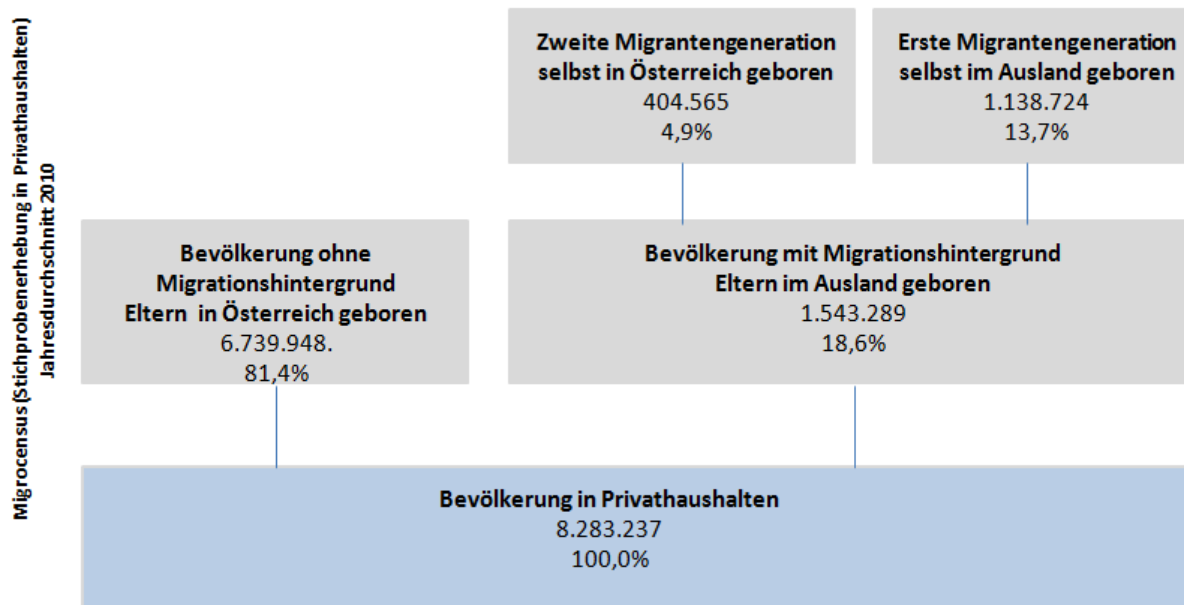 Migrocensus (Stichprobenerhebung in Privathaushalten)
Jahresdurchschnitt 2010
Zweite Migrantengeneration
selbst in Österreich geboren
404.565
4,9%
Erste Migrantengeneration
selbst im Ausland geboren
1.138.724
13,7%
Bevölkerung ohne
Migrationshintergrund
Eltern in Österreich geboren
6.739.948.
81,4%
Bevölkerung mit Migrationshintergrund
Eltern im Ausland geboren
1.543.289
18,6%
Bevölkerung in Privathaushalten
8.283.237
100,0%